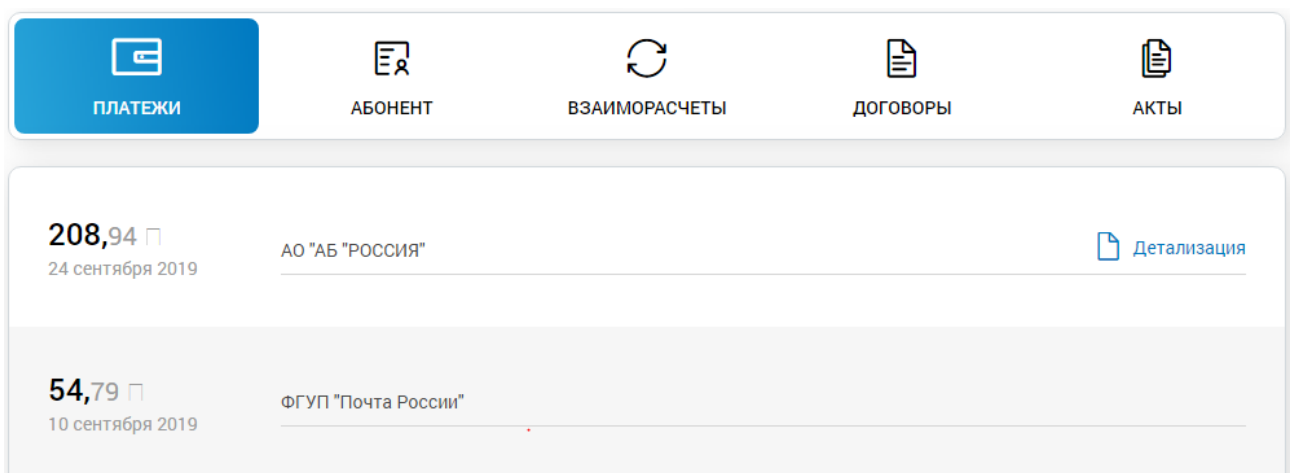 ПЛАТЕЖИ
АБОНЕНТ
ВЗАИМОРАСЧЕТЫ
ДОГОВОРЫ
АКТЫ
208,94
24 сентября 2019
АО "АБ "РОССИЯ"
Детализация
54,79
10 сентября 2019
ФГУП "Почта России"